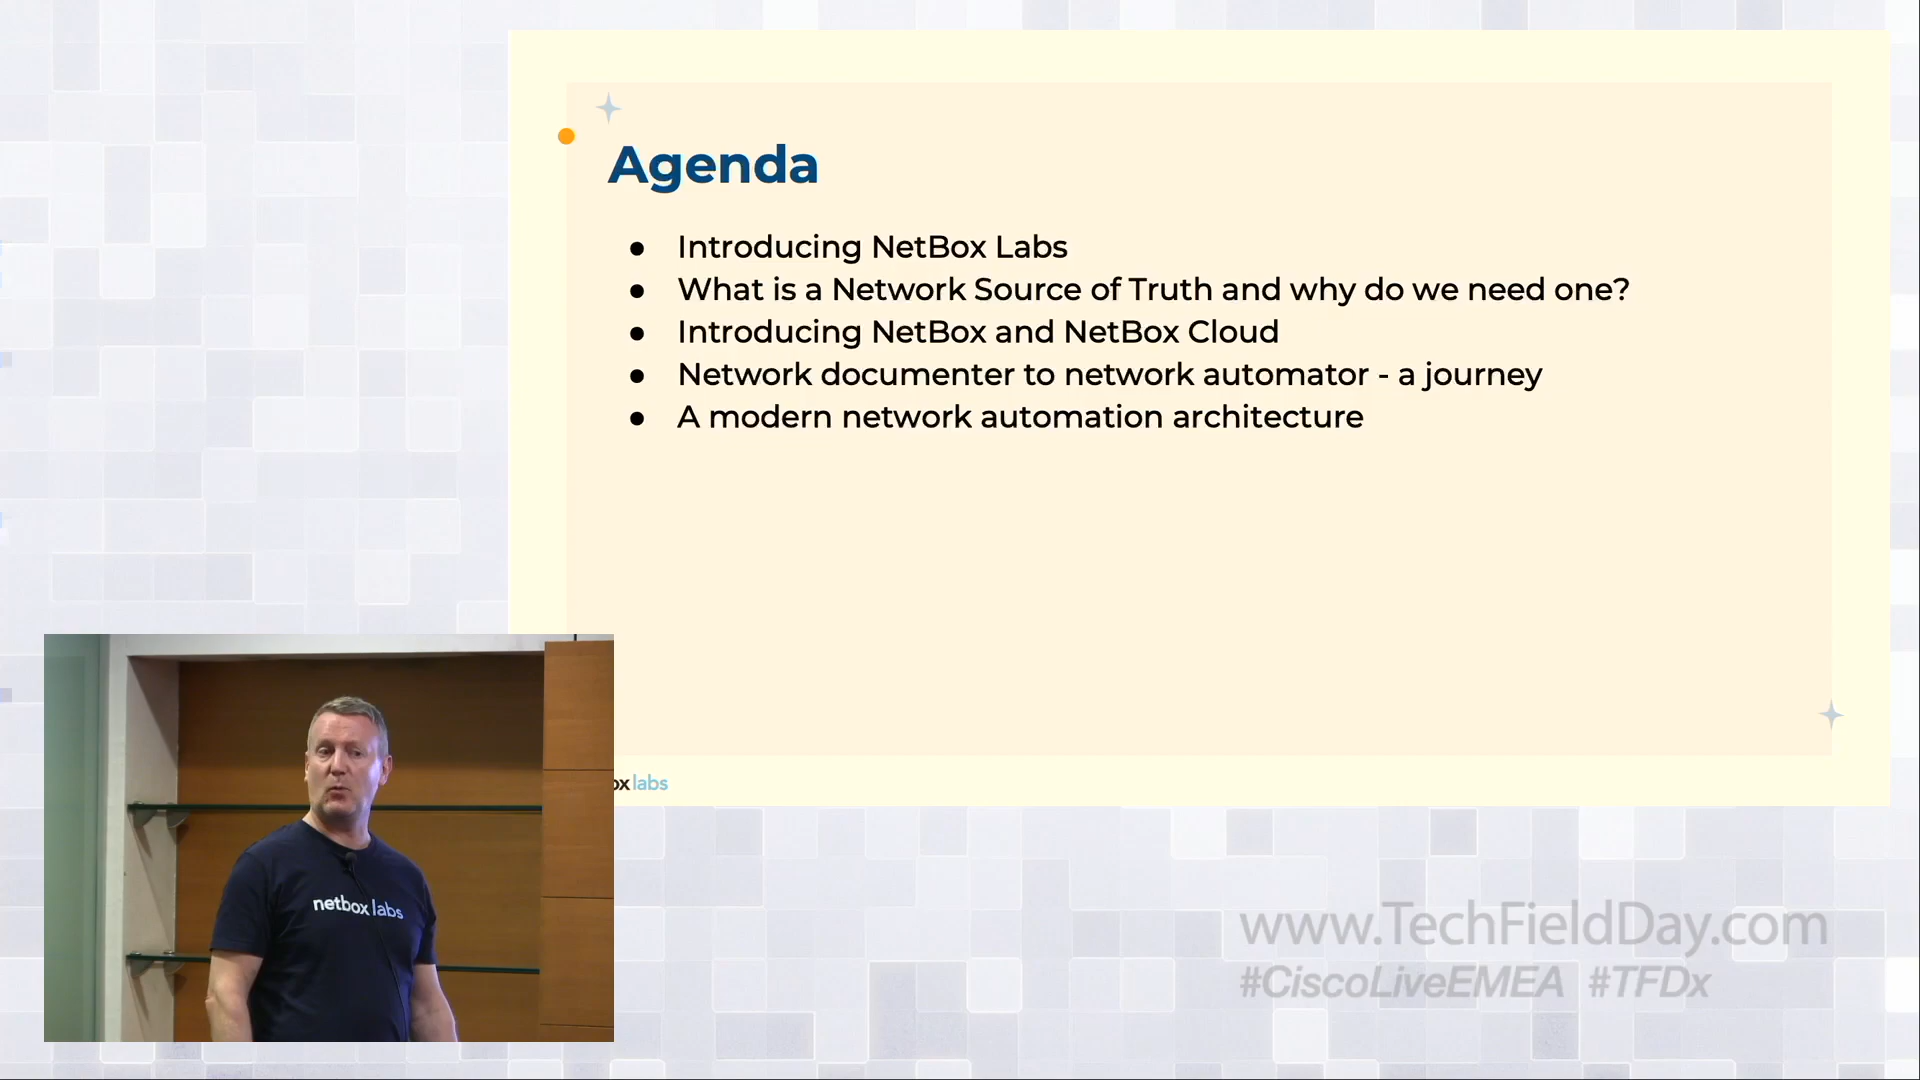 Agenda
● Introducing NetBox Labs
● What is a Network Source of Truth and why do we need one?
● Introducing NetBox and NetBox Cloud
● Network documenter to network automator - a journey
● A modern network automation architecture
ox labs
netbox labs
www.TechFieldDay.com
#CiscoLiveEMEA #TFDx